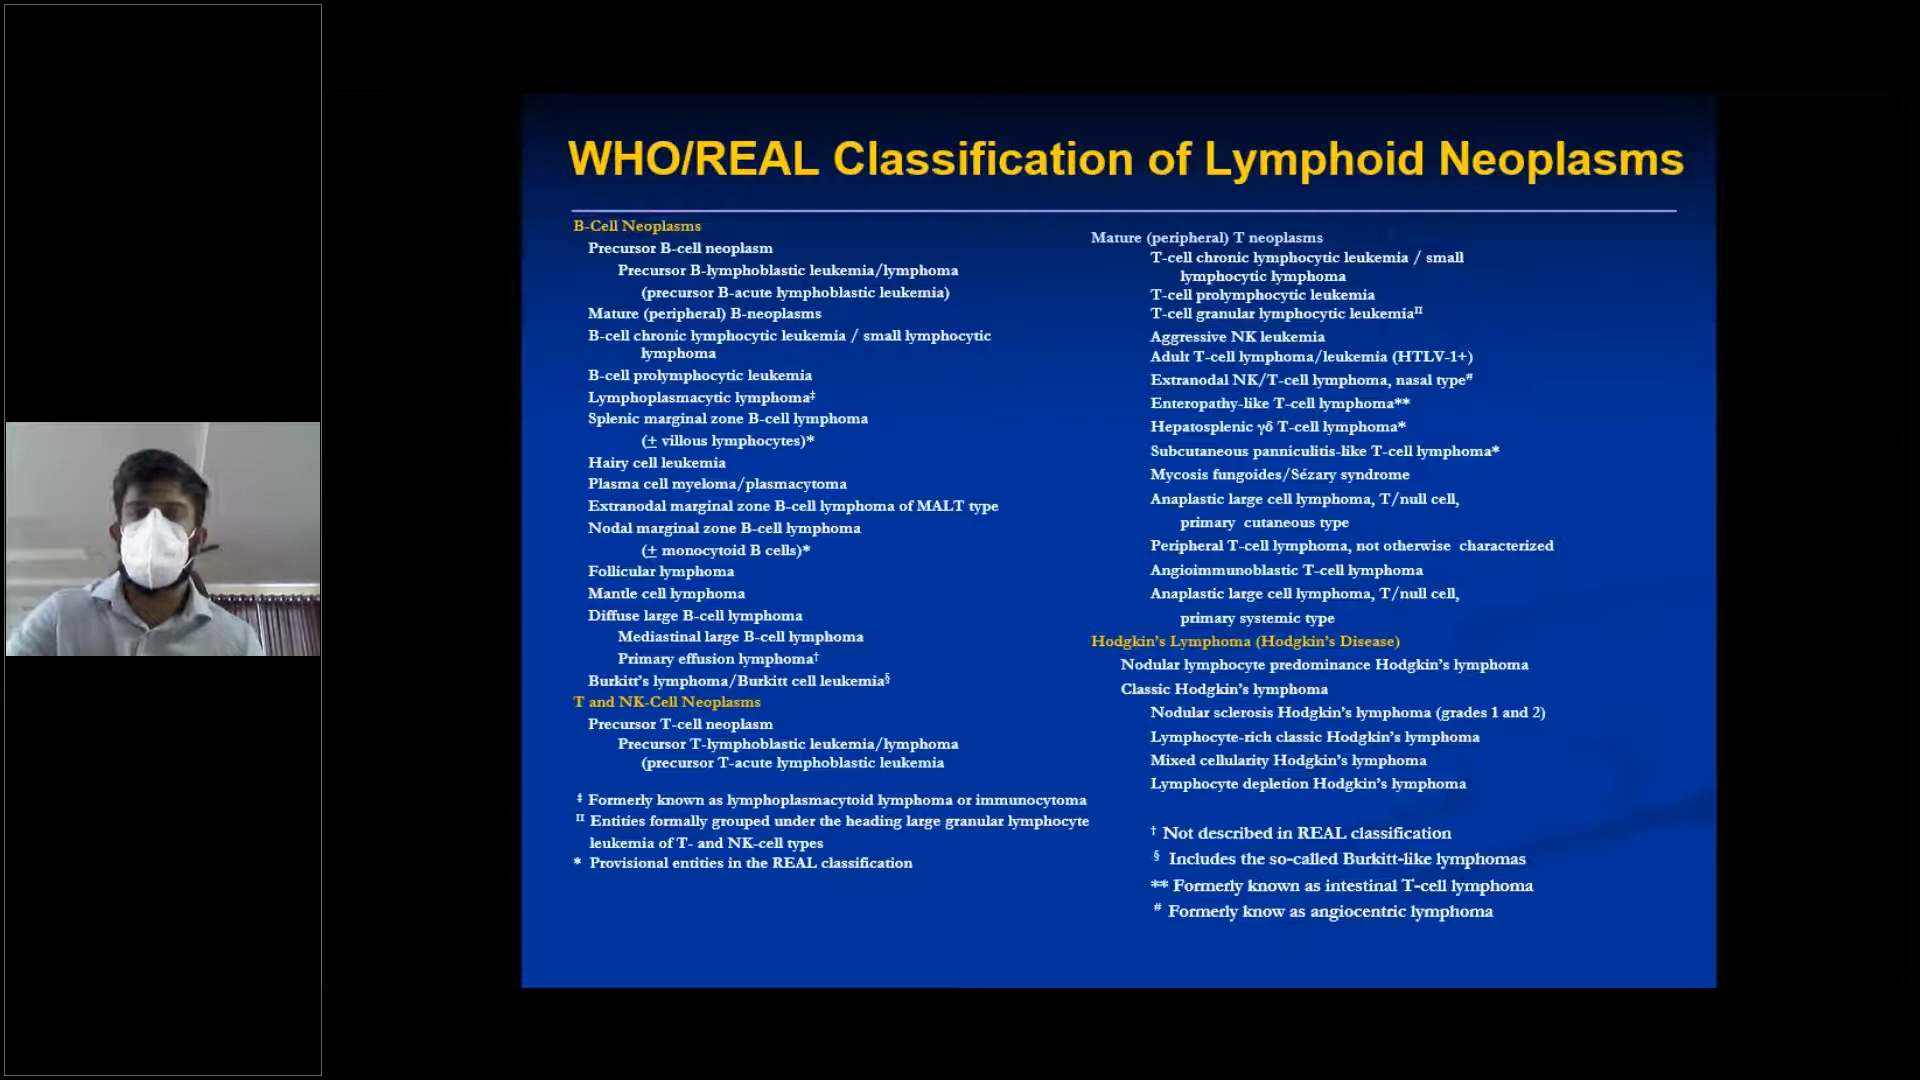 WHO/REAL Classification of Lymphoid Neoplasms
B-Cell Neoplasms
Precursor B-cell neoplasm
Precursor B-lymphoblastic leukemia/lymphoma
(precursor B-acute lymphoblastic leukemia)
Mature (peripheral) B-neoplasms
B-cell chronic lymphocytic leukemia / small lymphocytic
lymphoma
B-cell prolymphocytic leukemia
Lymphoplasmacytic lymphoma‡
Splenic marginal zone B-cell lymphoma
(± villous lymphocytes)*
Hairy cell leukemia
Plasma cell myeloma/plasmacytoma
Extranodal marginal zone B-cell lymphoma of MALT type
Nodal marginal zone B-cell lymphoma
(± monocytoid B cells)*
Follicular lymphoma
Mantle cell lymphoma
Diffuse large B-cell lymphoma
Mediastinal large B-cell lymphoma
Primary effusion lymphoma†
Burkitt’s lymphoma/Burkitt cell leukemia§
T and NK-Cell Neoplasms
Precursor T-cell neoplasm
Precursor T-lymphoblastic leukemia/lymphoma
(precursor T-acute lymphoblastic leukemia
‡ Formerly known as lymphoplasmacytoid lymphoma or immunocytoma
II Entities formally grouped under the heading large granular lymphocyte
leukemia of T- and NK-cell types
* Provisional entities in the REAL classification
Mature (peripheral) T neoplasms
T-cell chronic lymphocytic leukemia / small
lymphocytic lymphoma
T-cell prolymphocytic leukemia
T-cell granular lymphocytic leukemiaII
Aggressive NK leukemia
Adult T-cell lymphoma/leukemia (HTLV-1+)
Extranodal NK/T-cell lymphoma, nasal type#
Enteropathy-like T-cell lymphoma**
Hepatosplenic γδ T-cell lymphoma*
Subcutaneous panniculitis-like T-cell lymphoma*
Mycosis fungoides/Sézary syndrome
Anaplastic large cell lymphoma, T/null cell,
primary cutaneous type
Peripheral T-cell lymphoma, not otherwise characterized
Angioimmunoblastic T-cell lymphoma
Anaplastic large cell lymphoma, T/null cell,
primary systemic type
Hodgkin’s Lymphoma (Hodgkin’s Disease)
Nodular lymphocyte predominance Hodgkin’s lymphoma
Classic Hodgkin’s lymphoma
Nodular sclerosis Hodgkin’s lymphoma (grades 1 and 2)
Lymphocyte-rich classic Hodgkin’s lymphoma
Mixed cellularity Hodgkin’s lymphoma
Lymphocyte depletion Hodgkin’s lymphoma
† Not described in REAL classification
§ Includes the so-called Burkitt-like lymphomas
** Formerly known as intestinal T-cell lymphoma
# Formerly know as angiocentric lymphoma